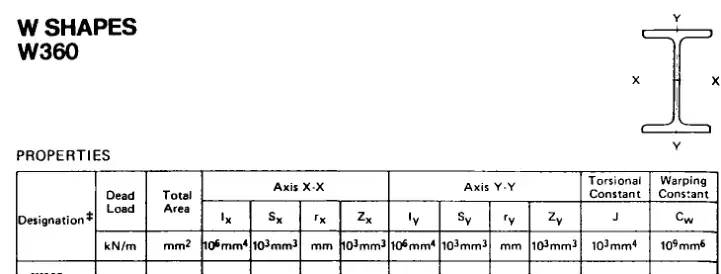 W SHAPES
W360
Y
X X
Y
PROPERTIES
Designation‡ Dead Load Total Area Axis X-X Axis Y-Y Torsional Constant Warping Constant
Ix Sx rx Zx Iy Sy ry Zy J Cw
kN/m mm² 10⁶mm⁴ 10³mm³ mm 10³mm³ 10⁶mm⁴ 10³mm³ mm 10³mm³ 10³mm⁴ 10⁹mm⁶